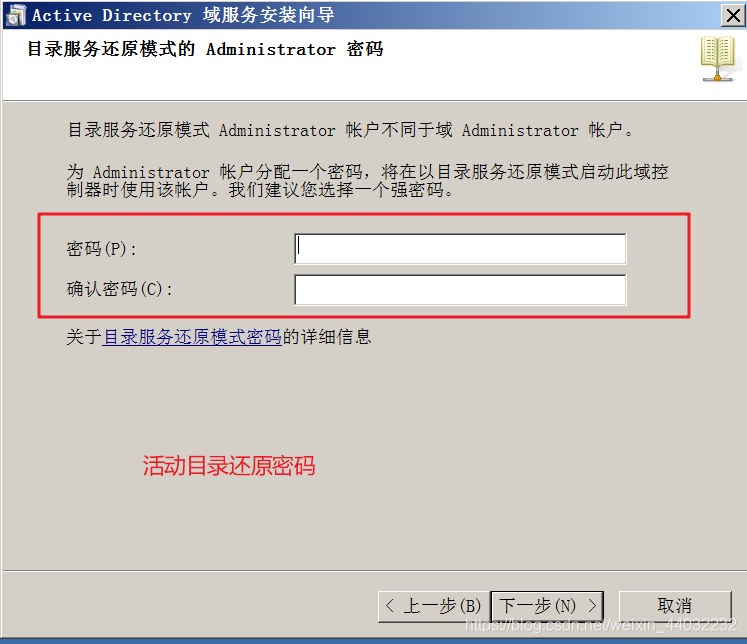 Active Directory 域服务安装向导
目录服务还原模式的 Administrator 密码
目录服务还原模式 Administrator 帐户不同于域 Administrator 帐户。
为 Administrator 帐户分配一个密码，将在以目录服务还原模式启动此域控
制器时使用该帐户。我们建议您选择一个强密码。
密码(P):
确认密码(C):
关于目录服务还原模式密码的详细信息
活动目录还原密码
< 上一步(B) 下一步(N) > 取消
https://blog.csdn.net/weixin_44032232